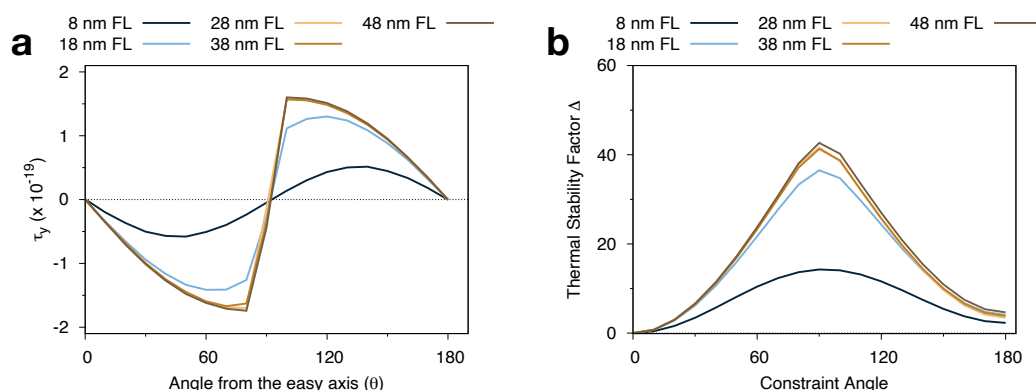 a
8 nm FL
28 nm FL
48 nm FL
18 nm FL
38 nm FL
2
1
0
-1
-2
τy (x 10^-19)
0
60
120
180
Angle from the easy axis (θ)
b
8 nm FL
28 nm FL
48 nm FL
18 nm FL
38 nm FL
60
40
20
0
Thermal Stability Factor Δ
0
60
120
180
Constraint Angle